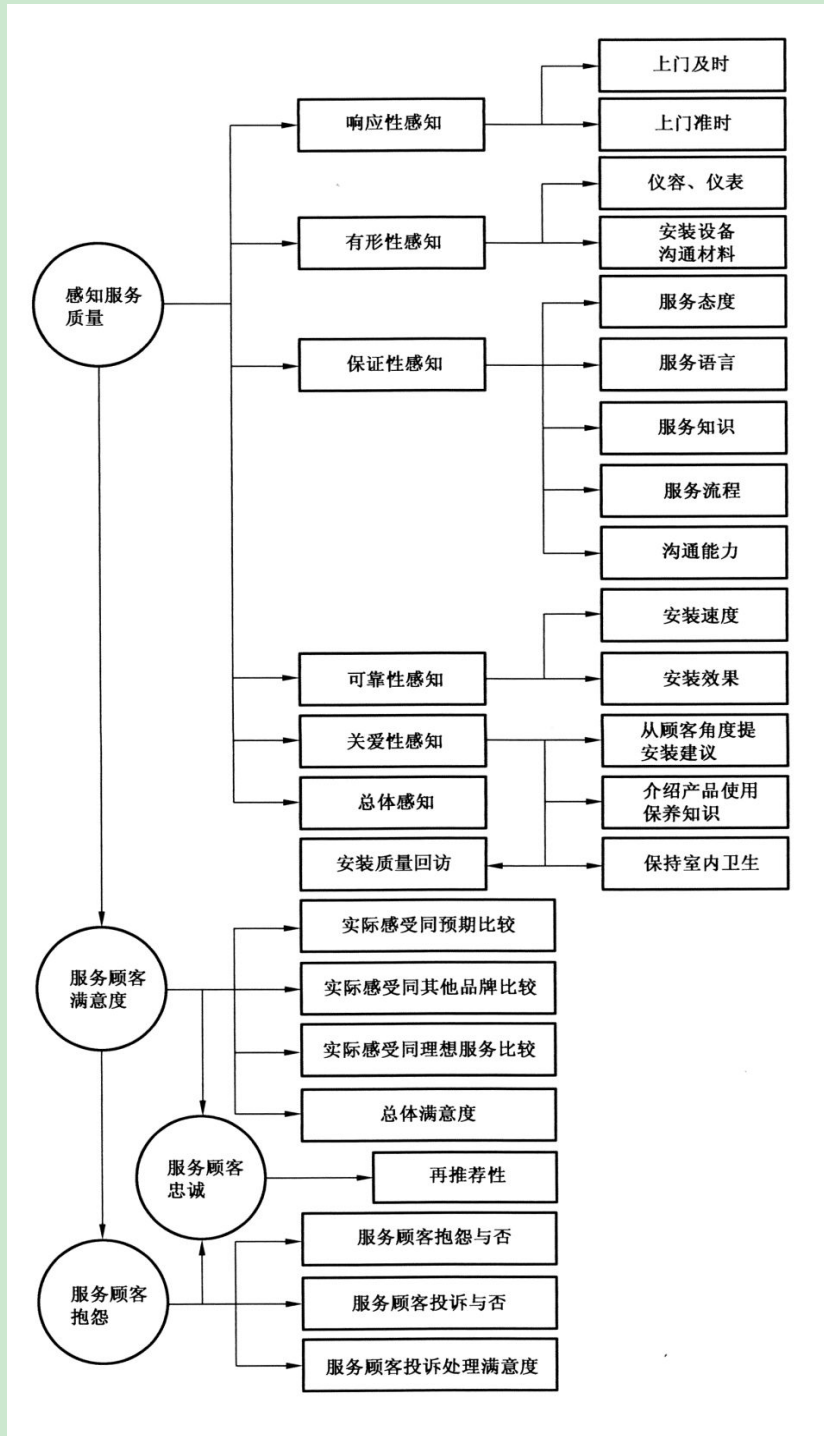 上门及时
响应性感知
上门准时
仪容、仪表
有形性感知
安装设备
沟通材料
感知服务
质量
服务态度
保证性感知
服务语言
服务知识
服务流程
沟通能力
安装速度
可靠性感知
安装效果
关爱性感知
从顾客角度提
安装建议
总体感知
介绍产品使用
保养知识
安装质量回访
保持室内卫生
实际感受同预期比较
服务顾客
满意度
实际感受同其他品牌比较
实际感受同理想服务比较
总体满意度
服务顾客
忠诚
再推荐性
服务顾客抱怨与否
服务顾客
抱怨
服务顾客投诉与否
服务顾客投诉处理满意度